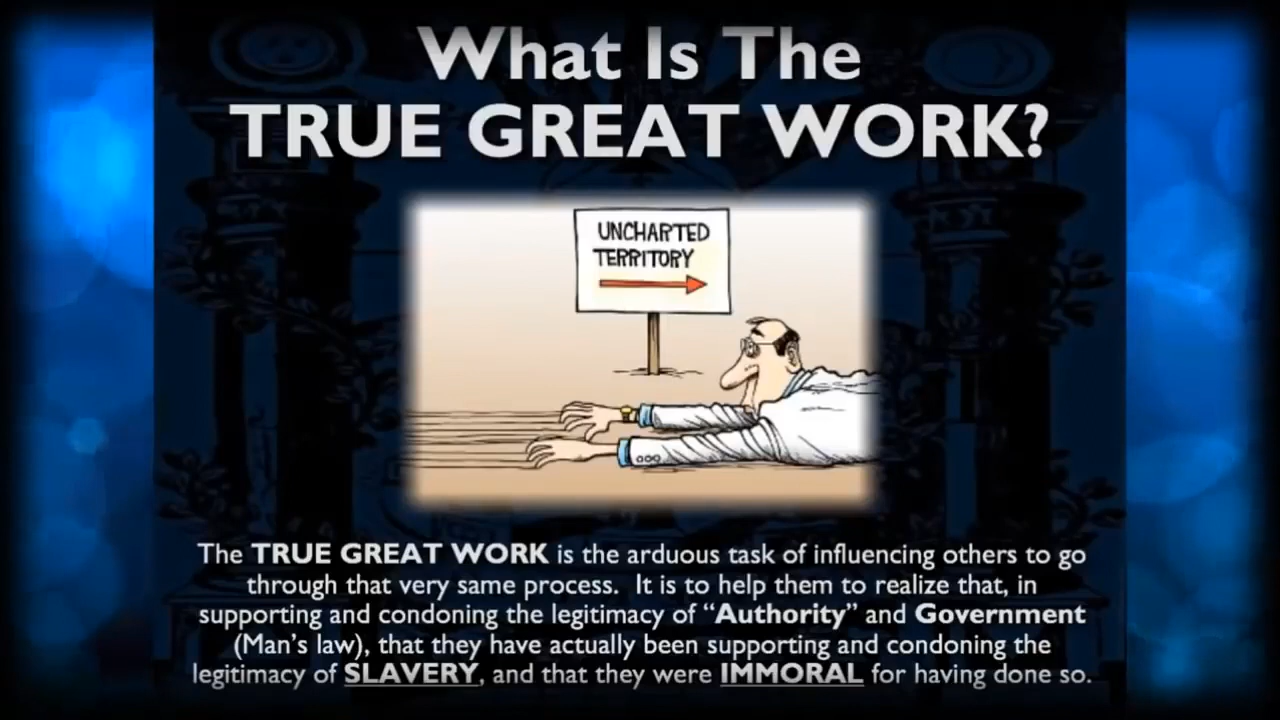 What Is The
TRUE GREAT WORK?
UNCHARTED
TERRITORY
The TRUE GREAT WORK is the arduous task of influencing others to go
through that very same process. It is to help them to realize that, in
supporting and condoning the legitimacy of “Authority” and Government
(Man’s law), that they have actually been supporting and condoning the
legitimacy of SLAVERY, and that they were IMMORAL for having done so.